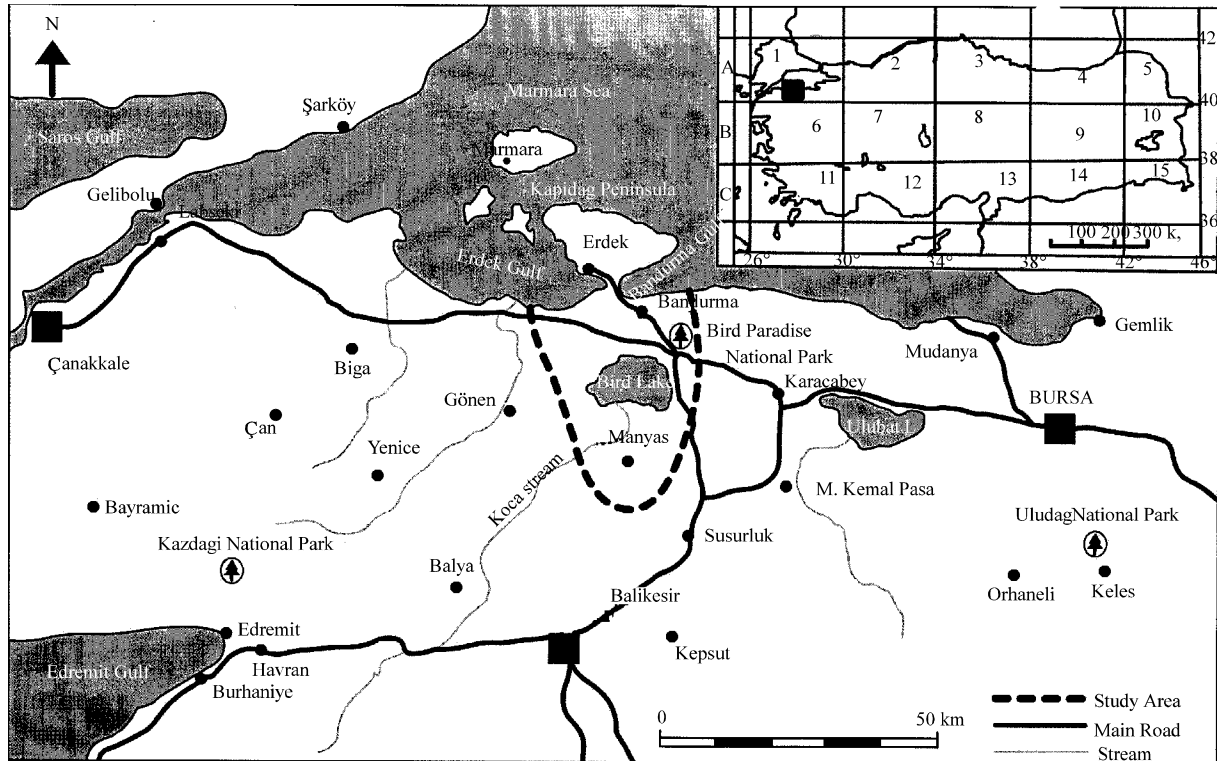 N
Şarköy
Saros Gulf
Marmara Sea
Marmara
Gelibolu
Kapidag Peninsula
Lapseki
Erdek
Erdek Gulf
Bandurma Gulf
Bandurma
Bird Paradise
National Park
Gemlik
Mudanya
Çanakkale
Biga
Bird Lake
Karacabey
BURSA
Gönen
Çan
Ulubat L.
Manyas
Yenice
Koca stream
M. Kemal Pasa
Bayramic
Kazdagi National Park
Susurluk
UludagNational Park
Balya
Orhaneli
Keles
Balikesir
Edremit
Kepsut
Havran
Edremit Gulf
Burhaniye
0
50 km
Study Area
Main Road
Stream
42
1
2
3
4
5
A
40
6
7
8
9
10
B
38
11
12
13
14
15
C
36
100 200 300 k,
26°
30°
34°
38°
42°
46°